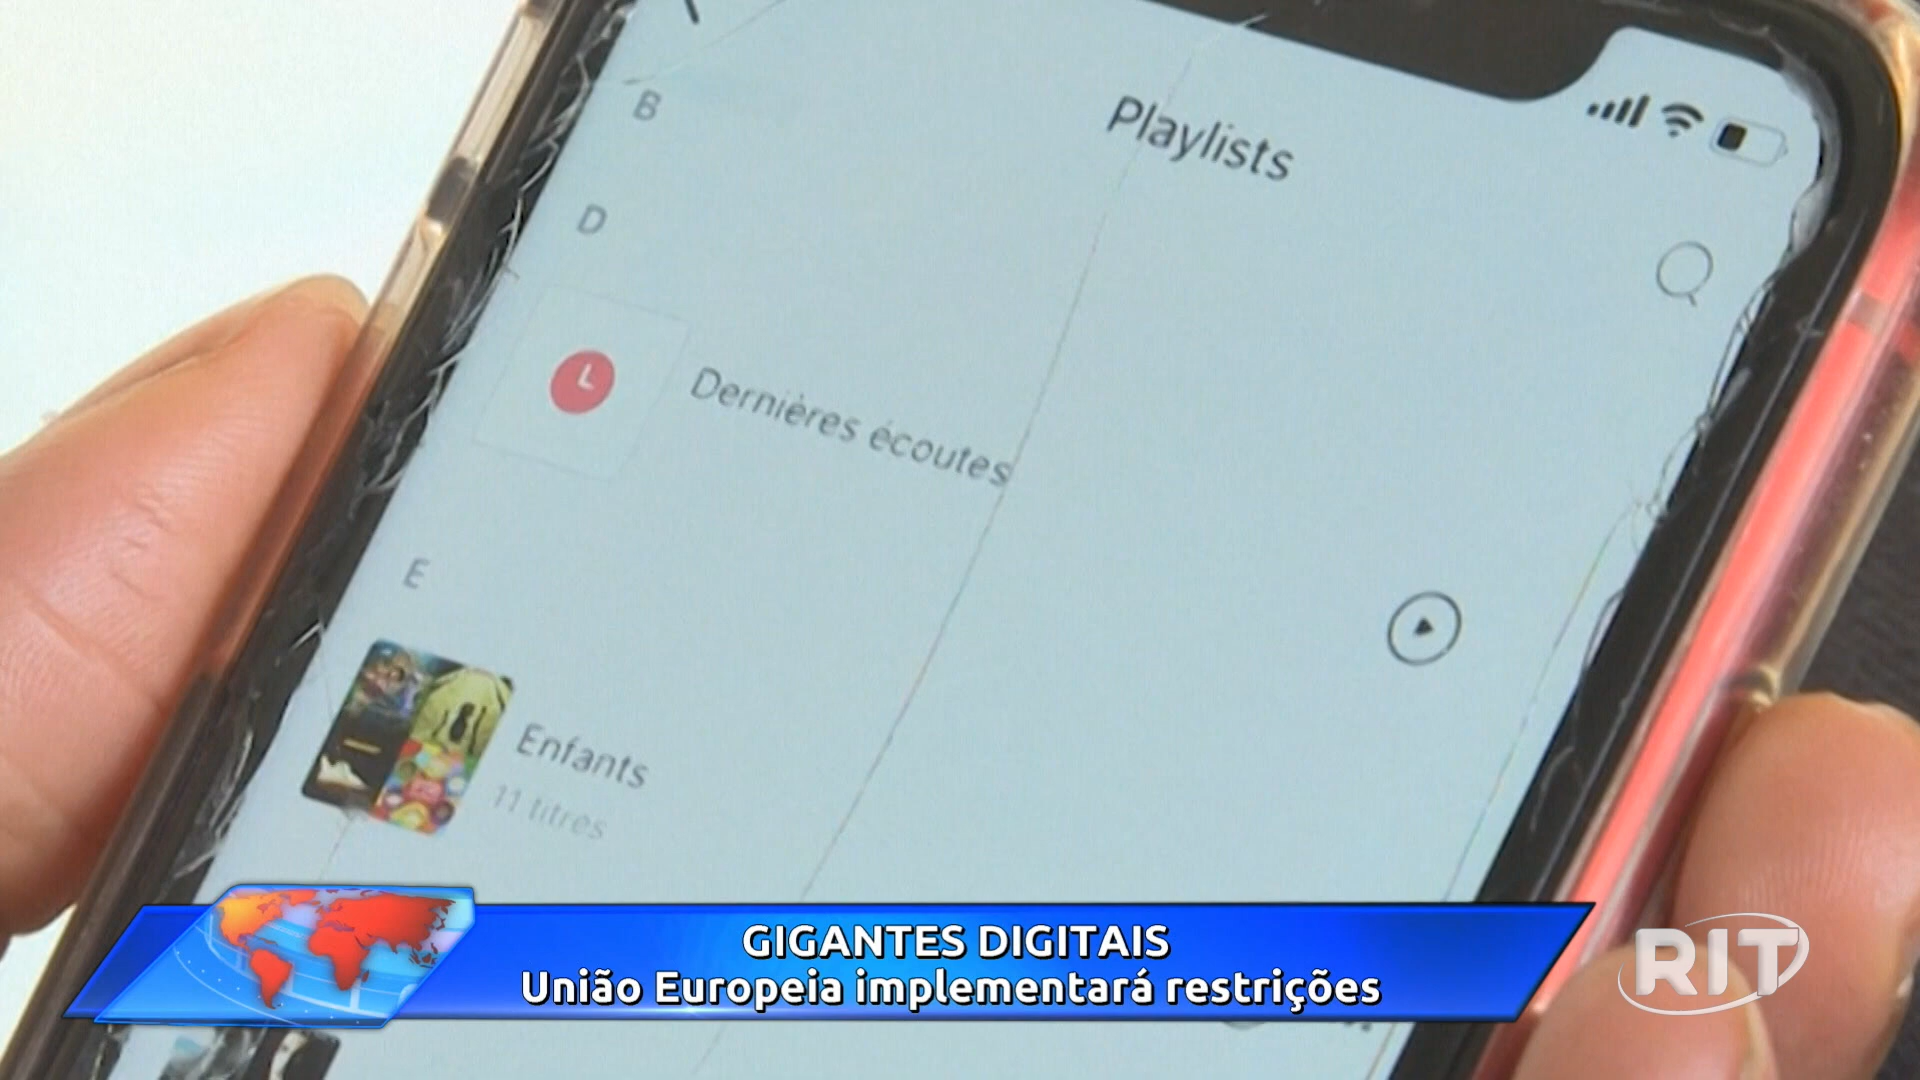 Playlists
B
D
Dernières écoutes
E
Enfants
11 titres
GIGANTES DIGITAIS
União Europeia implementará restrições
RIT